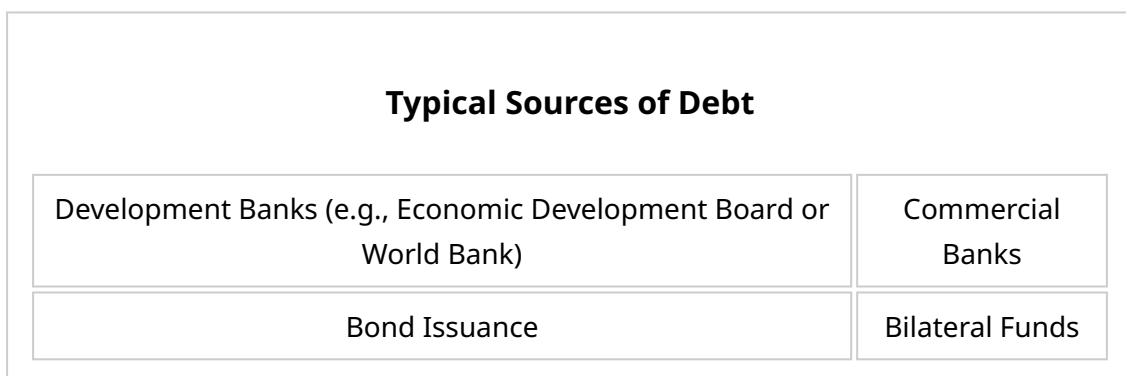 Typical Sources of Debt
Development Banks (e.g., Economic Development Board or
World Bank)
Commercial
Banks
Bond Issuance
Bilateral Funds